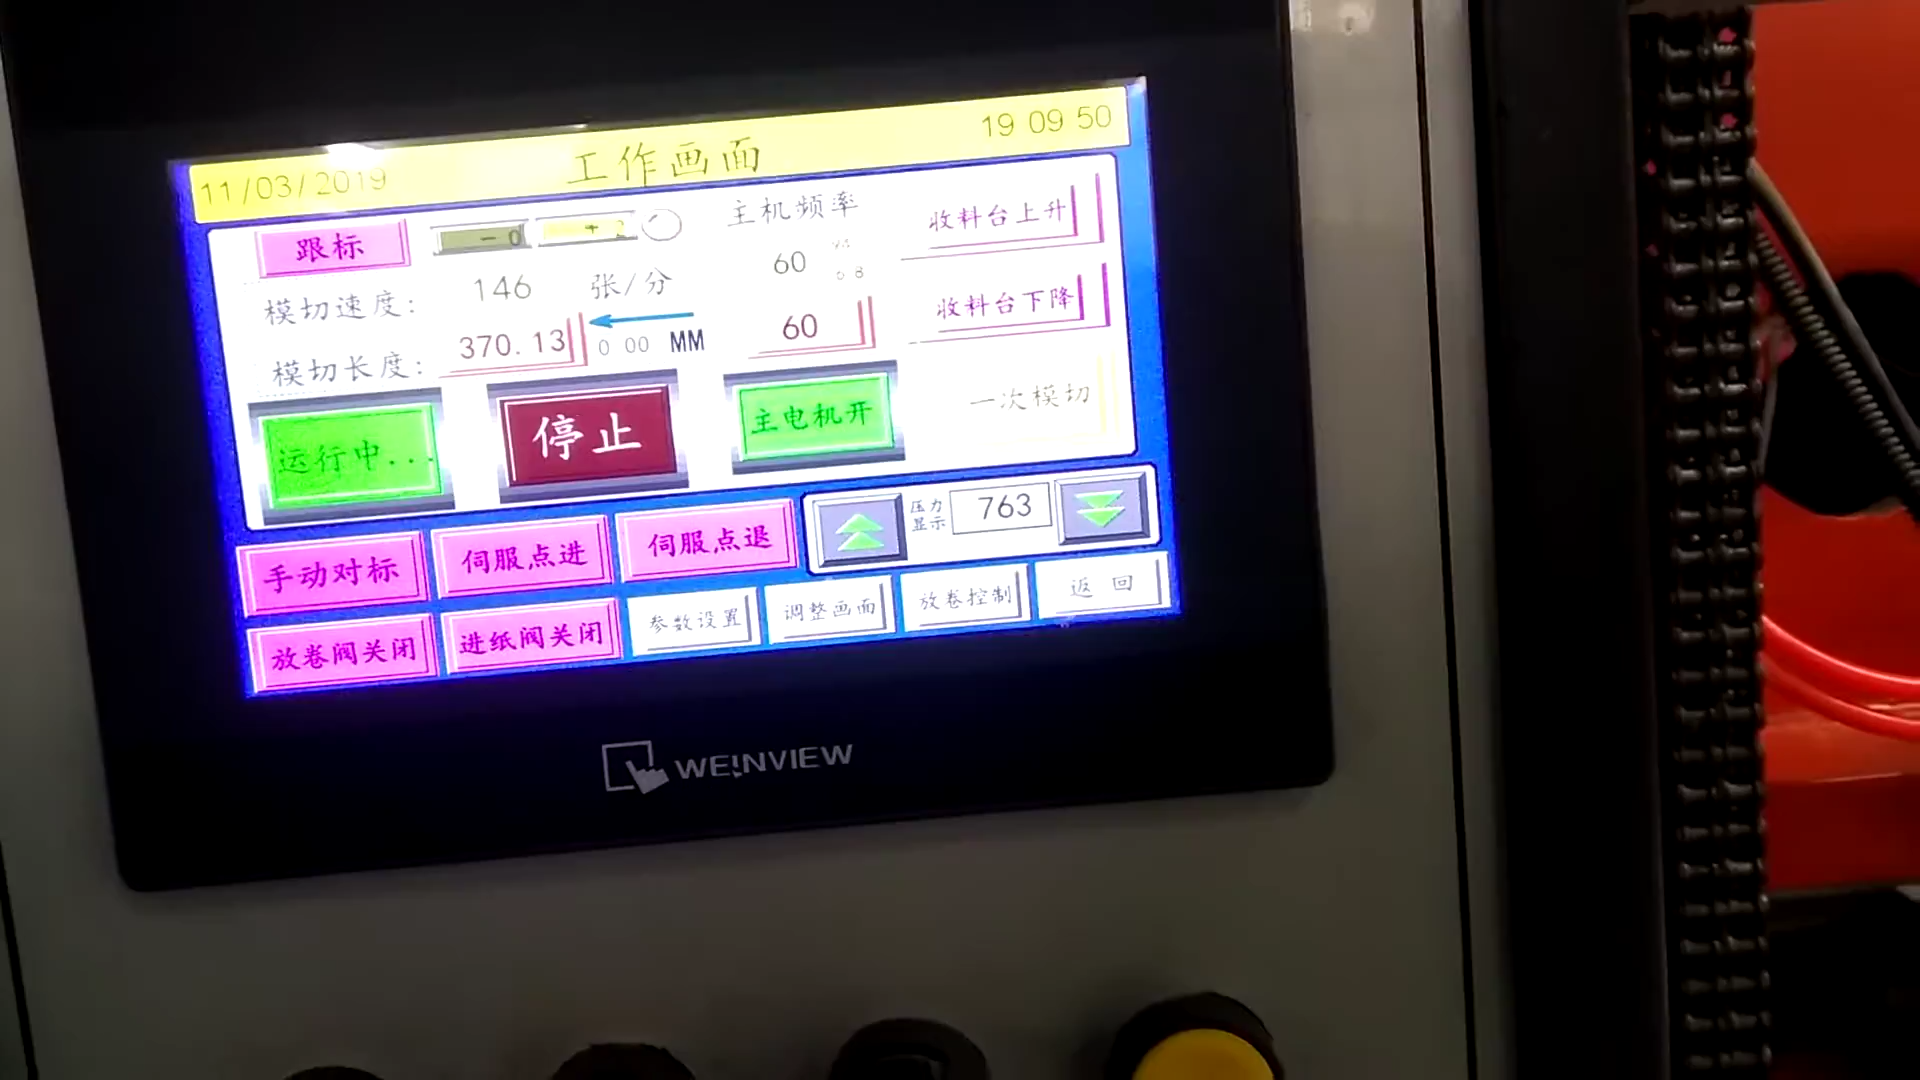 11/03/2019 工作画面 19 09 50
跟标 - 0 + 2 主机频率 收料台上升
模切速度: 146 张/分 60
模切长度: 370.13 0 00 MM 60 收料台下降
运行中... 停止 主电机开 一次模切
手动对标 伺服点进 伺服点退 压力显示 763
放卷阀关闭 进纸阀关闭 参数设置 调整画面 放卷控制 返 回
WEINVIEW